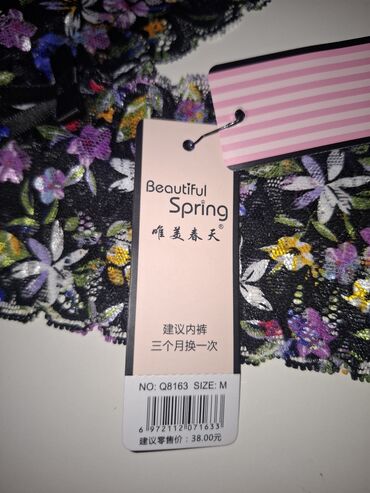 Beautiful
Spring
唯美春天®
建议内裤
三个月换一次
NO: Q8163 SIZE: M
6 972112 071633
建议零售价：38.00元